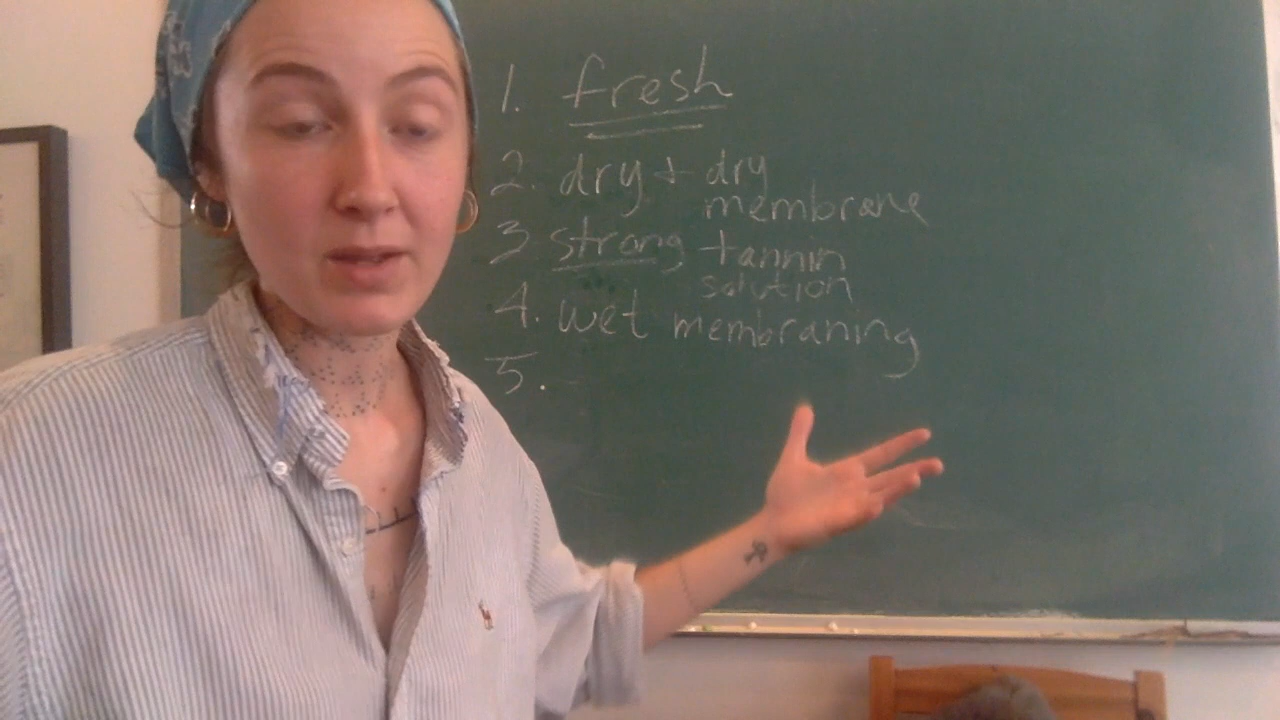 1. fresh
2. dry + dry
membrane
3 strong tannin
solution
4. wet membraning
5.